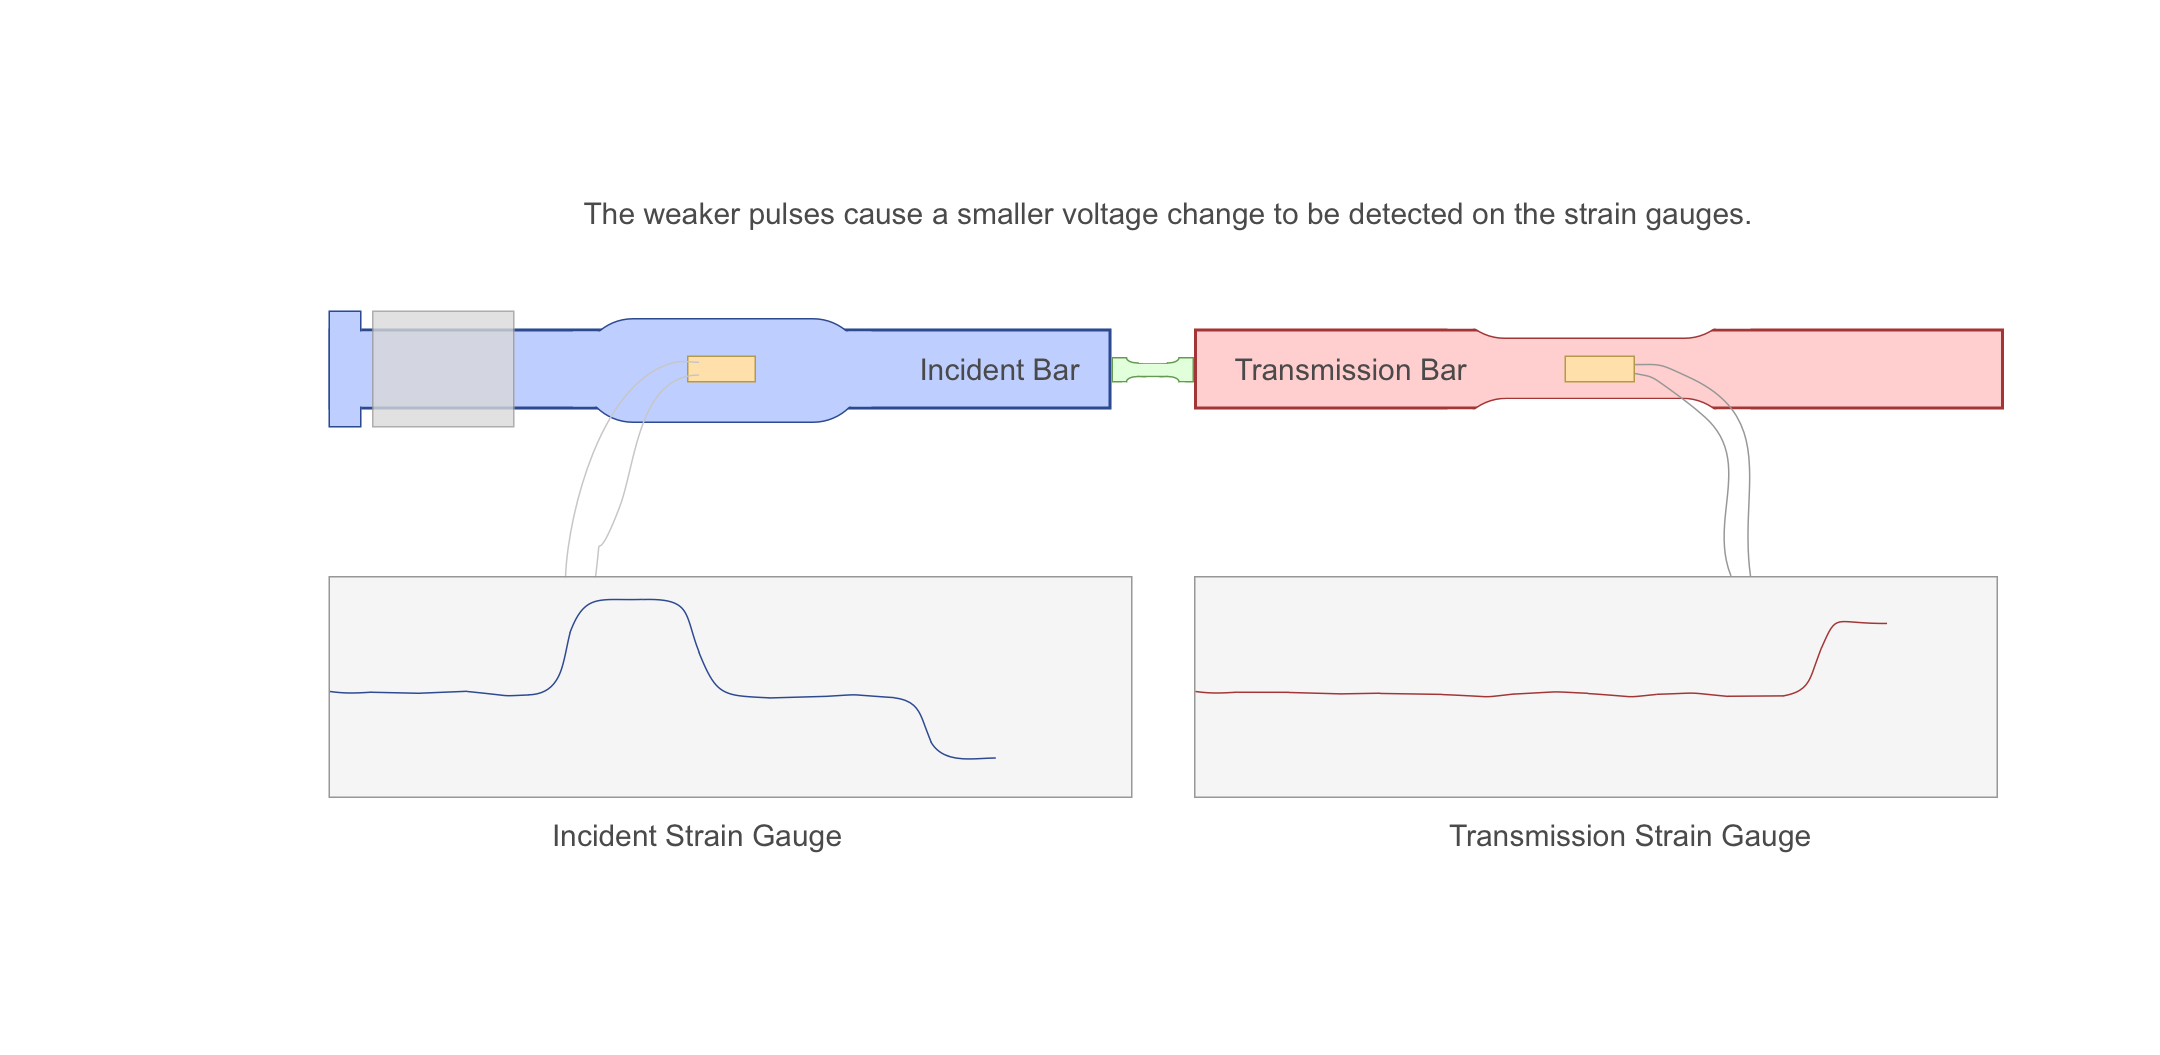 The weaker pulses cause a smaller voltage change to be detected on the strain gauges.
Incident Bar
Transmission Bar
Incident Strain Gauge
Transmission Strain Gauge